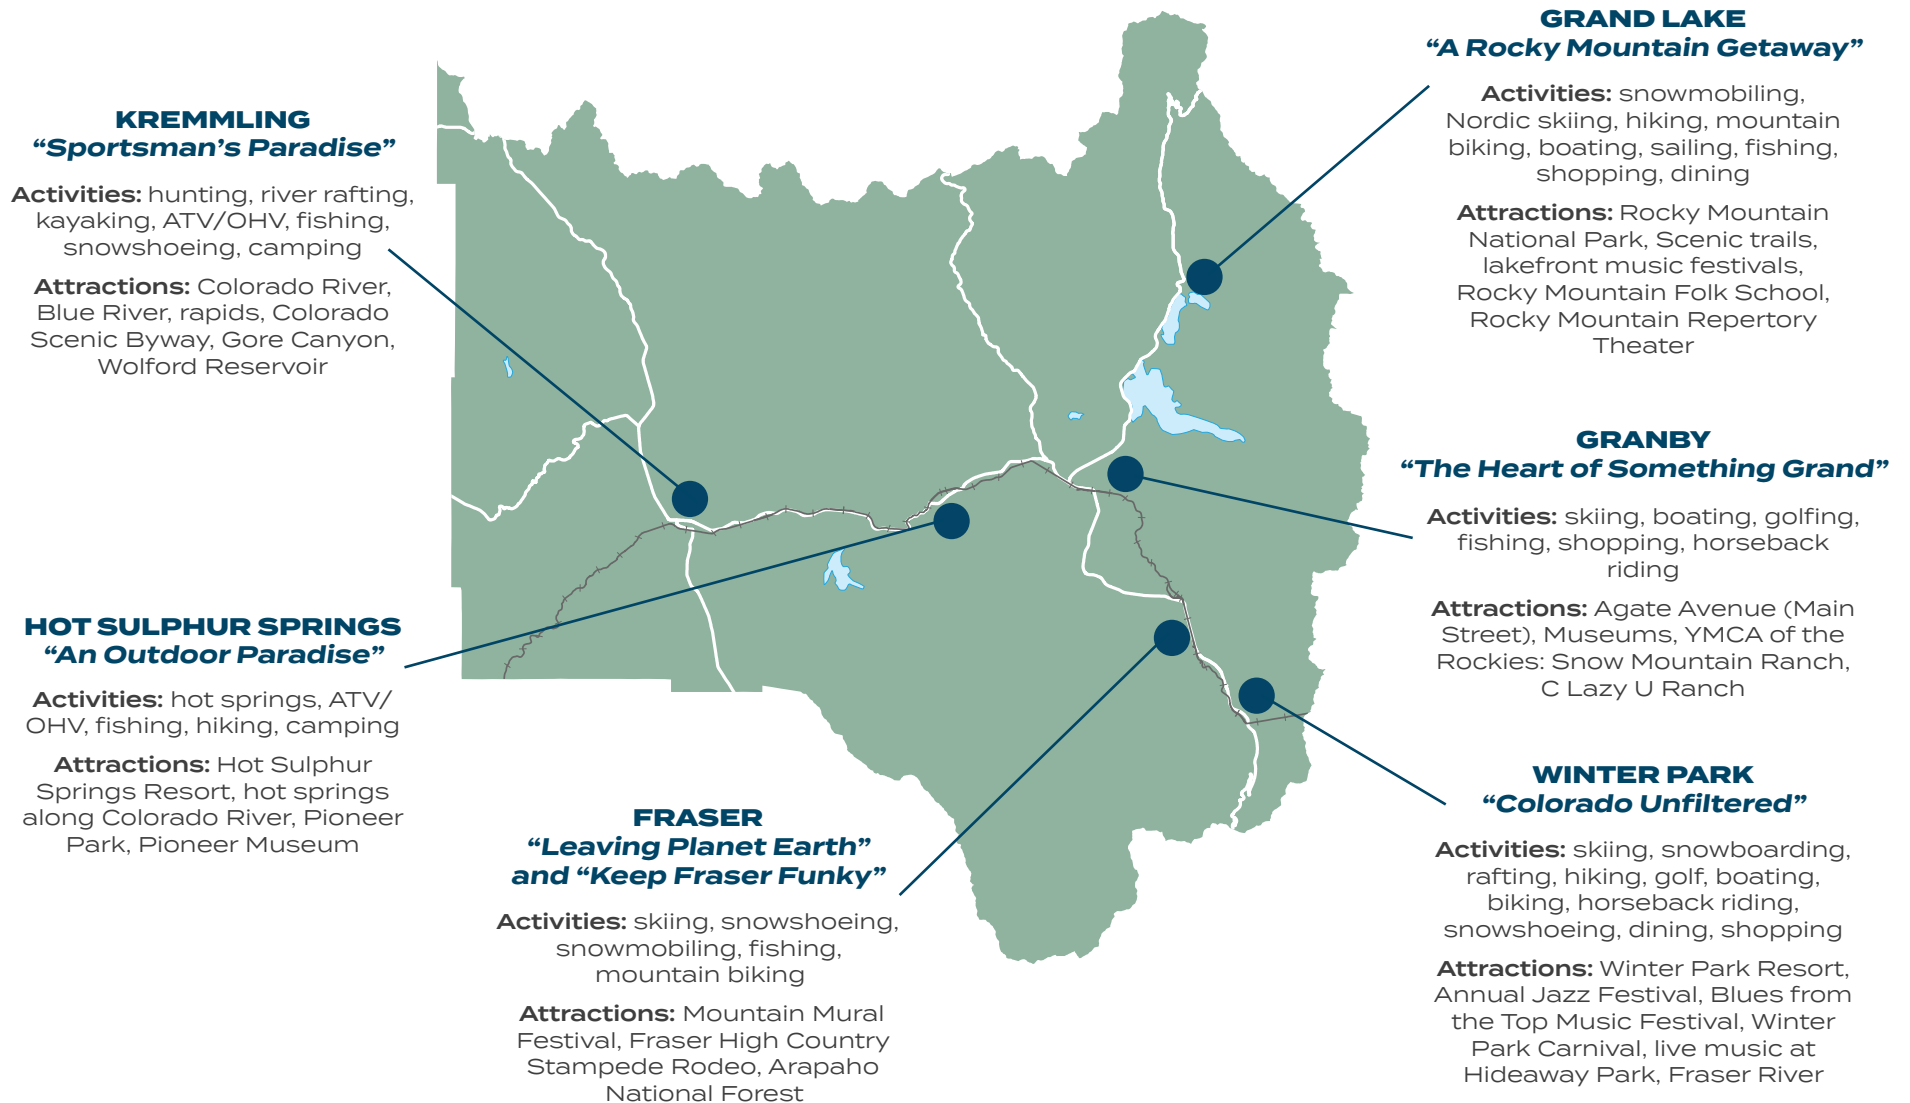 KREMMLING
“Sportsman’s Paradise”
Activities: hunting, river rafting,
kayaking, ATV/OHV, fishing,
snowshoeing, camping
Attractions: Colorado River,
Blue River, rapids, Colorado
Scenic Byway, Gore Canyon,
Wolford Reservoir
HOT SULPHUR SPRINGS
“An Outdoor Paradise”
Activities: hot springs, ATV/
OHV, fishing, hiking, camping
Attractions: Hot Sulphur
Springs Resort, hot springs
along Colorado River, Pioneer
Park, Pioneer Museum
FRASER
“Leaving Planet Earth”
and “Keep Fraser Funky”
Activities: skiing, snowshoeing,
snowmobiling, fishing,
mountain biking
Attractions: Mountain Mural
Festival, Fraser High Country
Stampede Rodeo, Arapaho
National Forest
GRAND LAKE
“A Rocky Mountain Getaway”
Activities: snowmobiling,
Nordic skiing, hiking, mountain
biking, boating, sailing, fishing,
shopping, dining
Attractions: Rocky Mountain
National Park, Scenic trails,
lakefront music festivals,
Rocky Mountain Folk School,
Rocky Mountain Repertory
Theater
GRANBY
“The Heart of Something Grand”
Activities: skiing, boating, golfing,
fishing, shopping, horseback
riding
Attractions: Agate Avenue (Main
Street), Museums, YMCA of the
Rockies: Snow Mountain Ranch,
C Lazy U Ranch
WINTER PARK
“Colorado Unfiltered”
Activities: skiing, snowboarding,
rafting, hiking, golf, boating,
biking, horseback riding,
snowshoeing, dining, shopping
Attractions: Winter Park Resort,
Annual Jazz Festival, Blues from
the Top Music Festival, Winter
Park Carnival, live music at
Hideaway Park, Fraser River